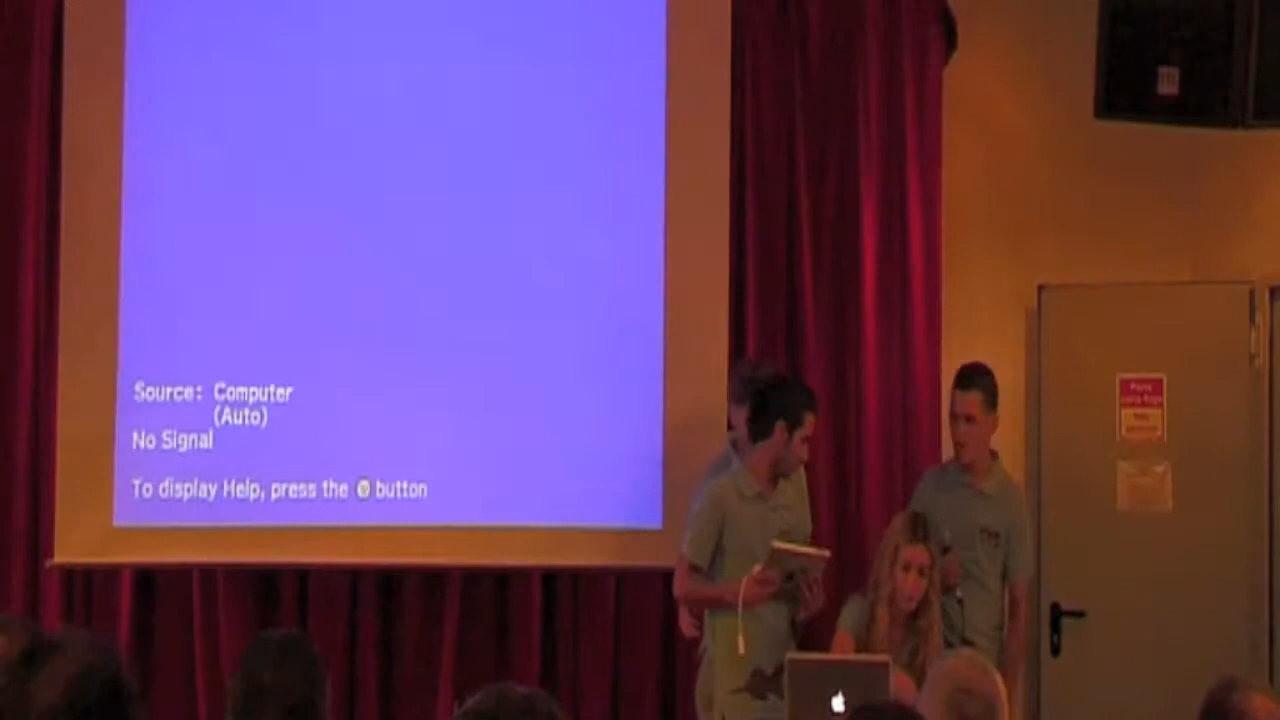 Source: Computer
(Auto)
No Signal
To display Help, press the button